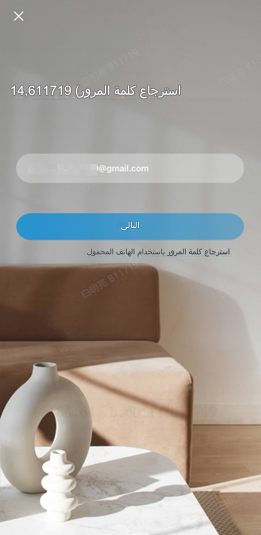 استرجاع كلمة المرور) 14,611719
@gmail.com
التالي
استرجاع كلمة المرور باستخدام الهاتف المحمول